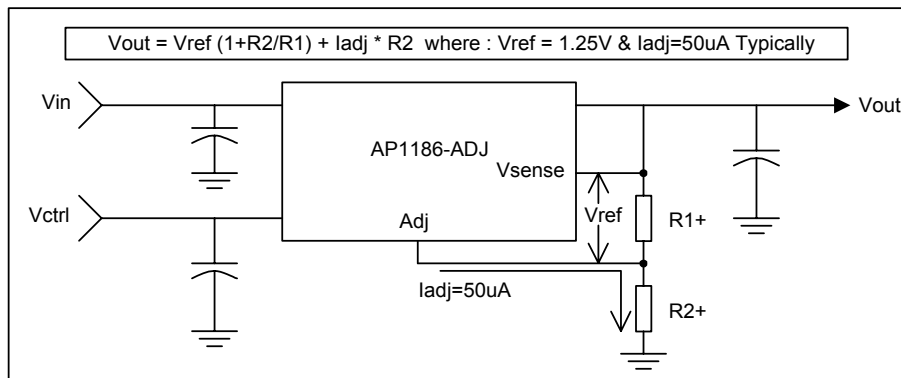 Vout = Vref (1+R2/R1) + Iadj * R2 where : Vref = 1.25V & Iadj=50uA Typically
Vin
Vout
AP1186-ADJ
Vsense
Vctrl
Adj
Vref
R1+
Iadj=50uA
R2+